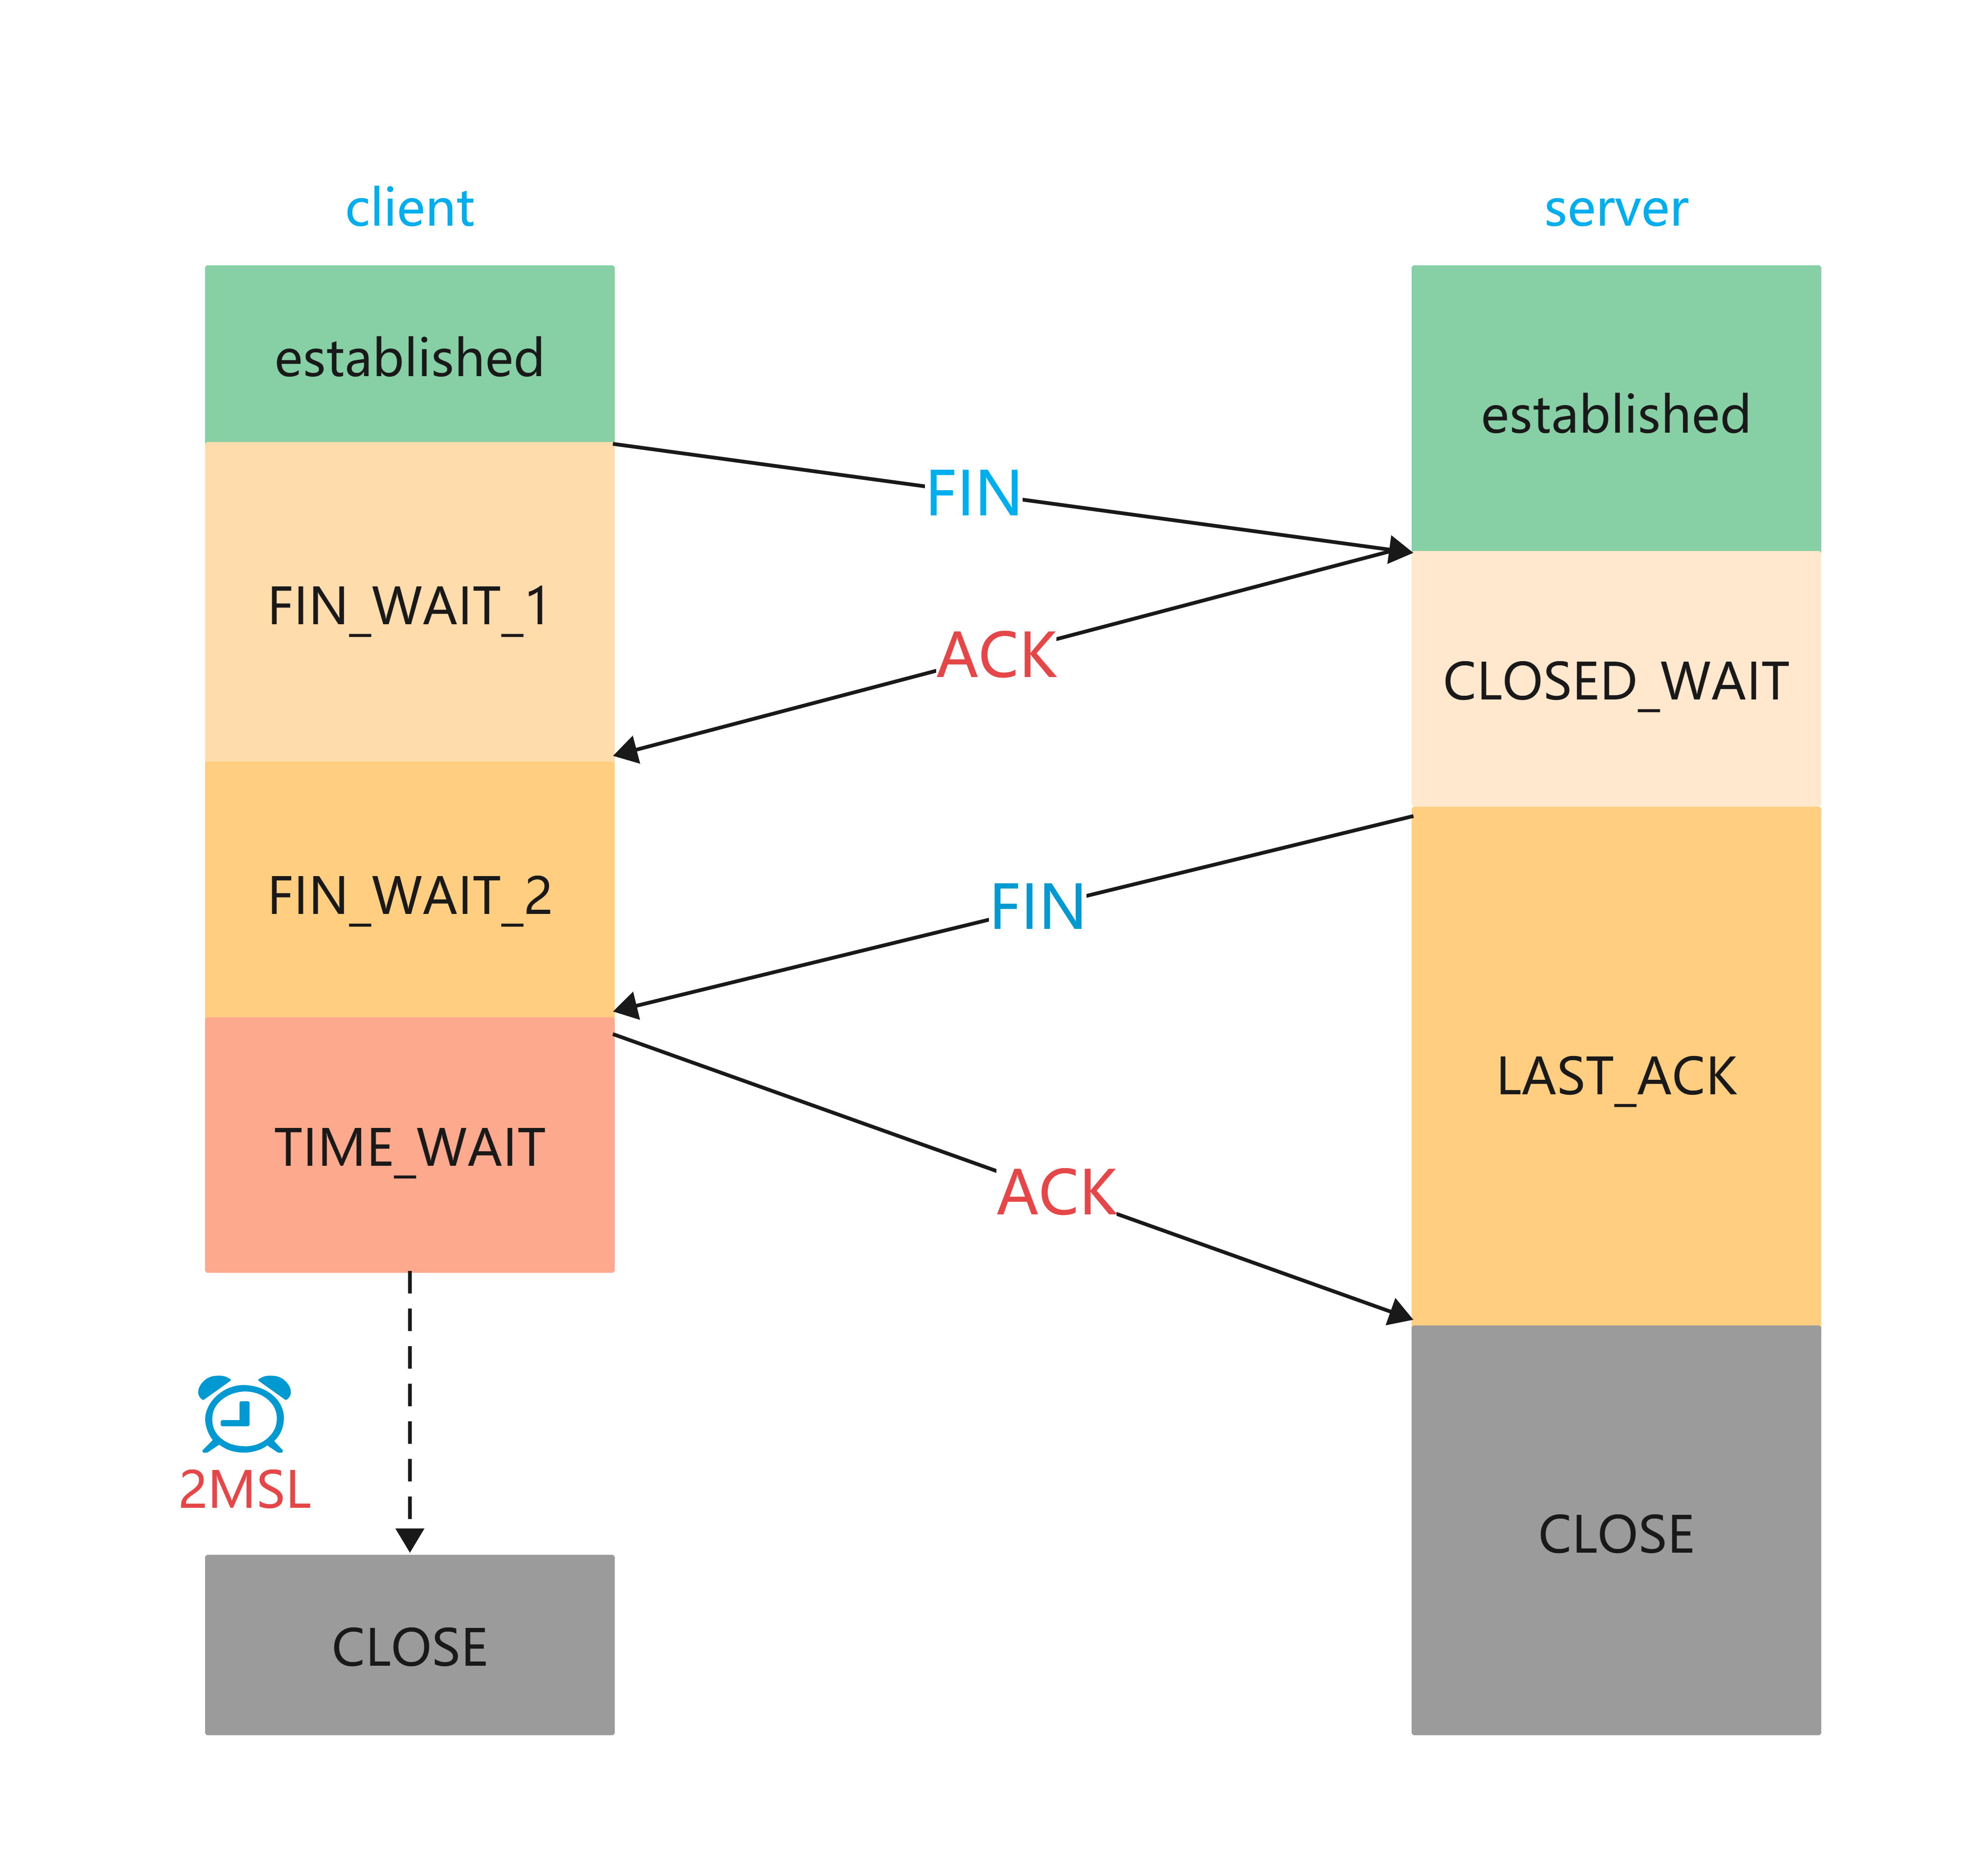 client
server
established
established
FIN
FIN_WAIT_1
ACK
CLOSED_WAIT
FIN_WAIT_2
FIN
LAST_ACK
TIME_WAIT
ACK
2MSL
CLOSE
CLOSE